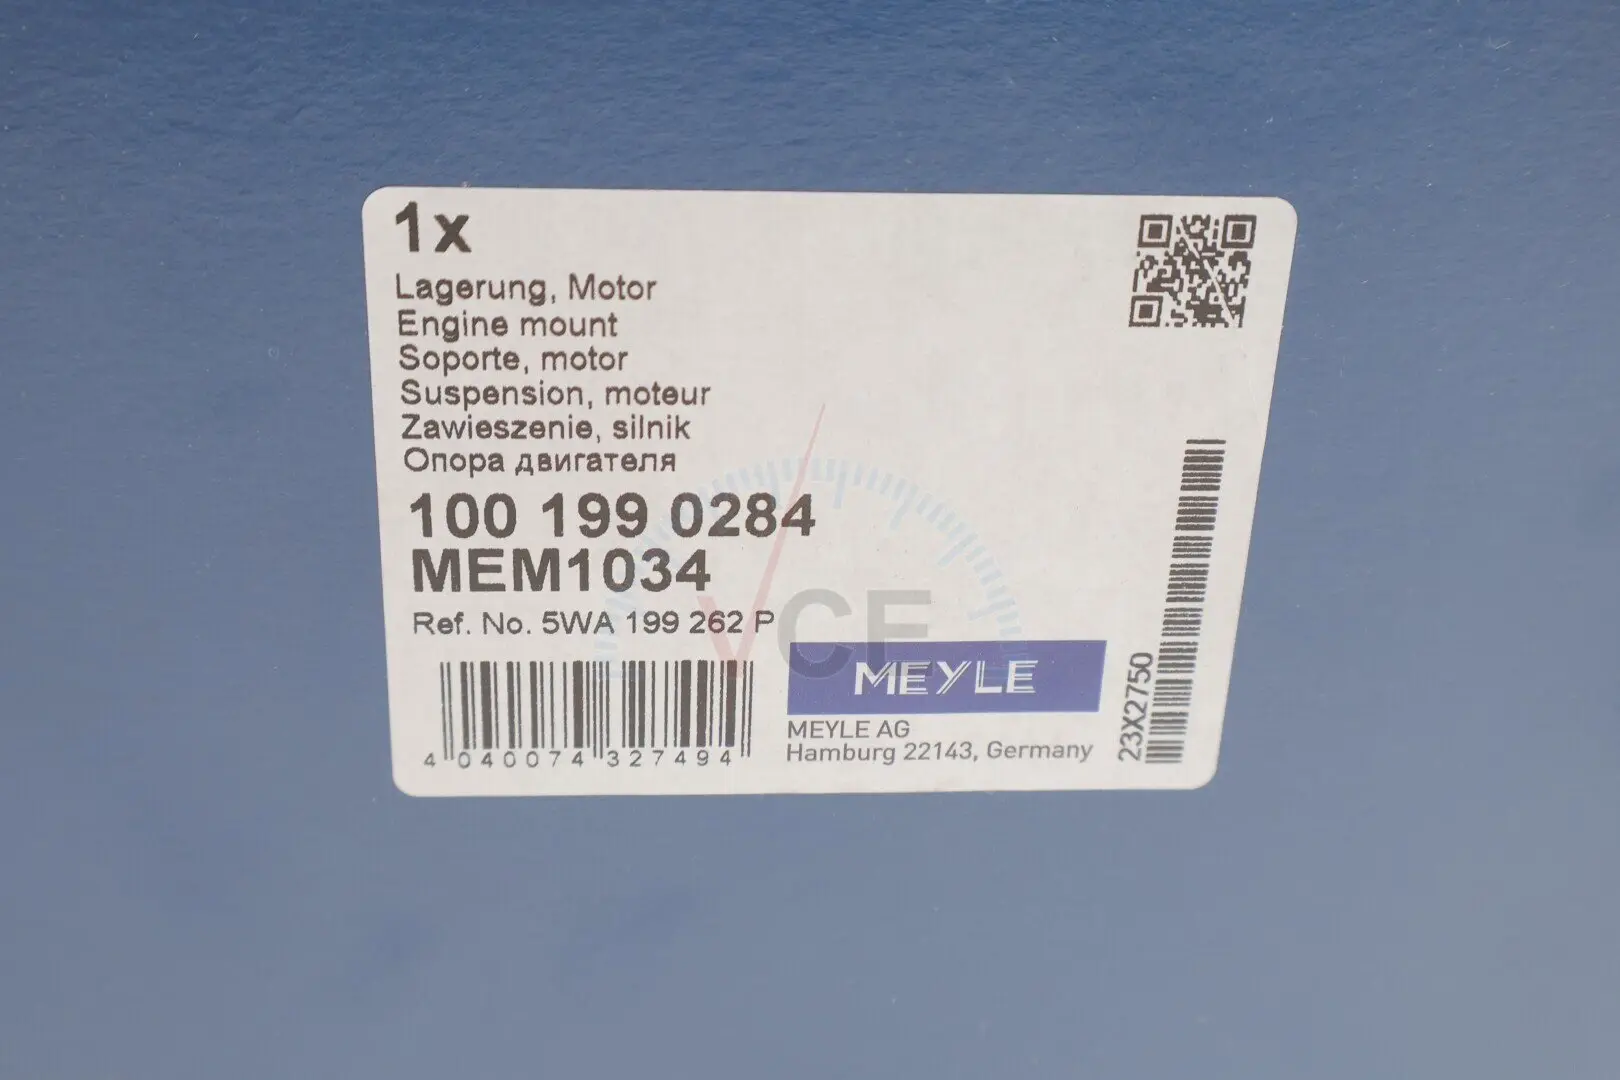 1x
Lagerung, Motor
Engine mount
Soporte, motor
Suspension, moteur
Zawieszenie, silnik
Опора двигателя
100 199 0284
MEM1034
Ref. No. 5WA 199 262 P
4 040074 327494
VCF
MEYLE
MEYLE AG
Hamburg 22143, Germany
23X2750